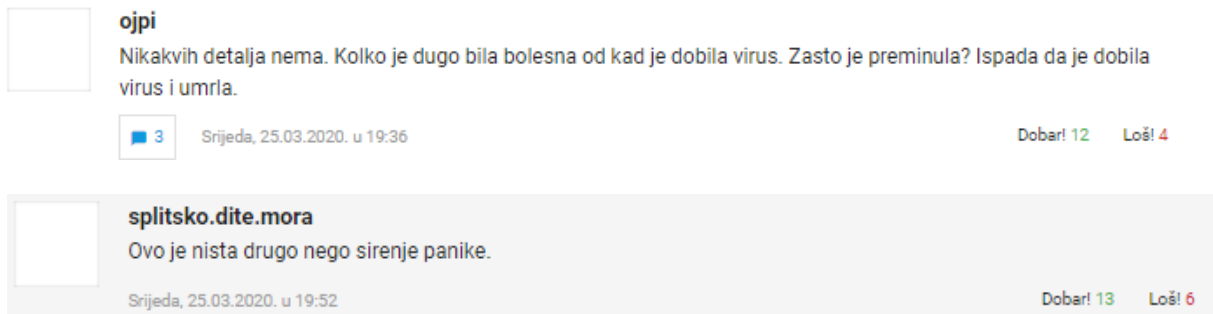 ojpi
Nikakvih detalja nema. Kolko je dugo bila bolesna od kad je dobila virus. Zasto je preminula? Ispada da je dobila
virus i umrla.
3 Srijeda, 25.03.2020. u 19:36 Dobar! 12 Loš! 4
splitsko.dite.mora
Ovo je nista drugo nego sirenje panike.
Srijeda, 25.03.2020. u 19:52 Dobar! 13 Loš! 6